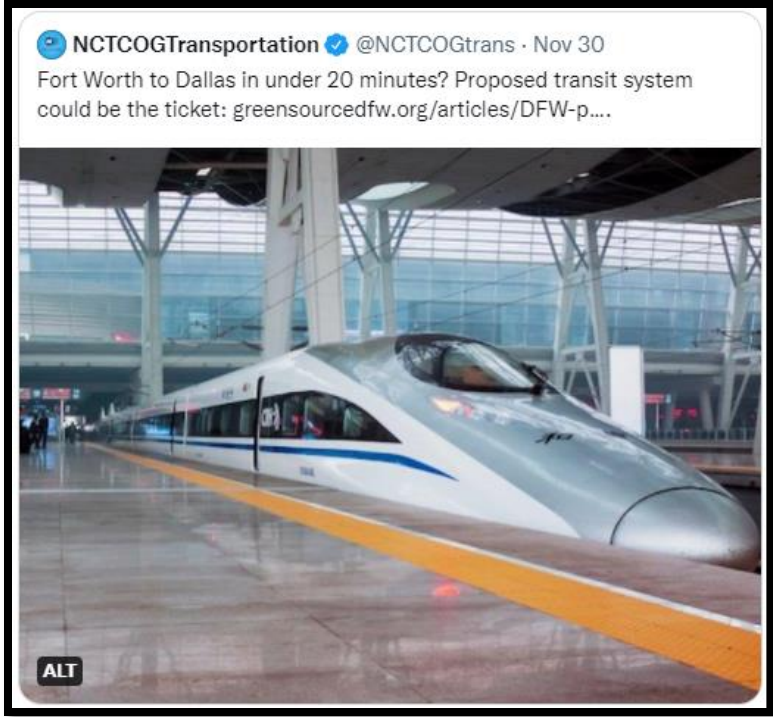 NCTCOGTransportation @NCTCOGtrans · Nov 30
Fort Worth to Dallas in under 20 minutes? Proposed transit system
could be the ticket: greensourcedfw.org/articles/DFW-p....
ALT